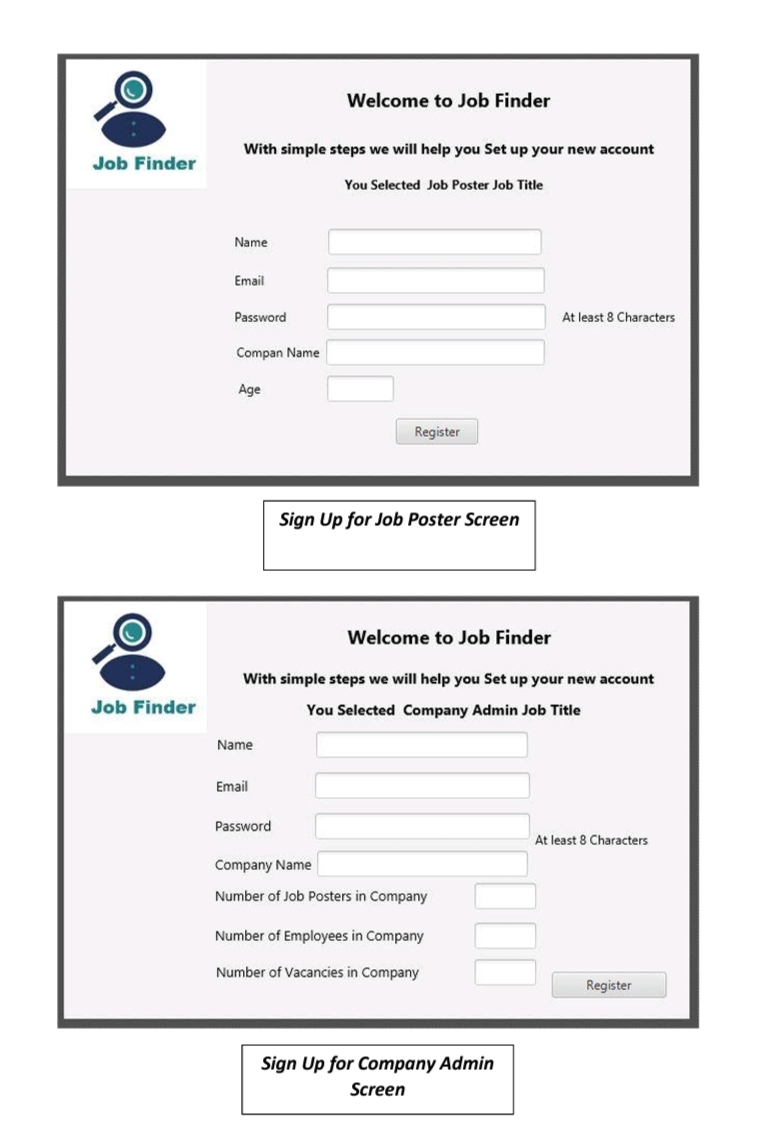 Job Finder
Welcome to Job Finder
With simple steps we will help you Set up your new account
You Selected Job Poster Job Title
Name
Email
Password
At least 8 Characters
Compan Name
Age
Register
Sign Up for Job Poster Screen
Job Finder
Welcome to Job Finder
With simple steps we will help you Set up your new account
You Selected Company Admin Job Title
Name
Email
Password
At least 8 Characters
Company Name
Number of Job Posters in Company
Number of Employees in Company
Number of Vacancies in Company
Register
Sign Up for Company Admin
Screen